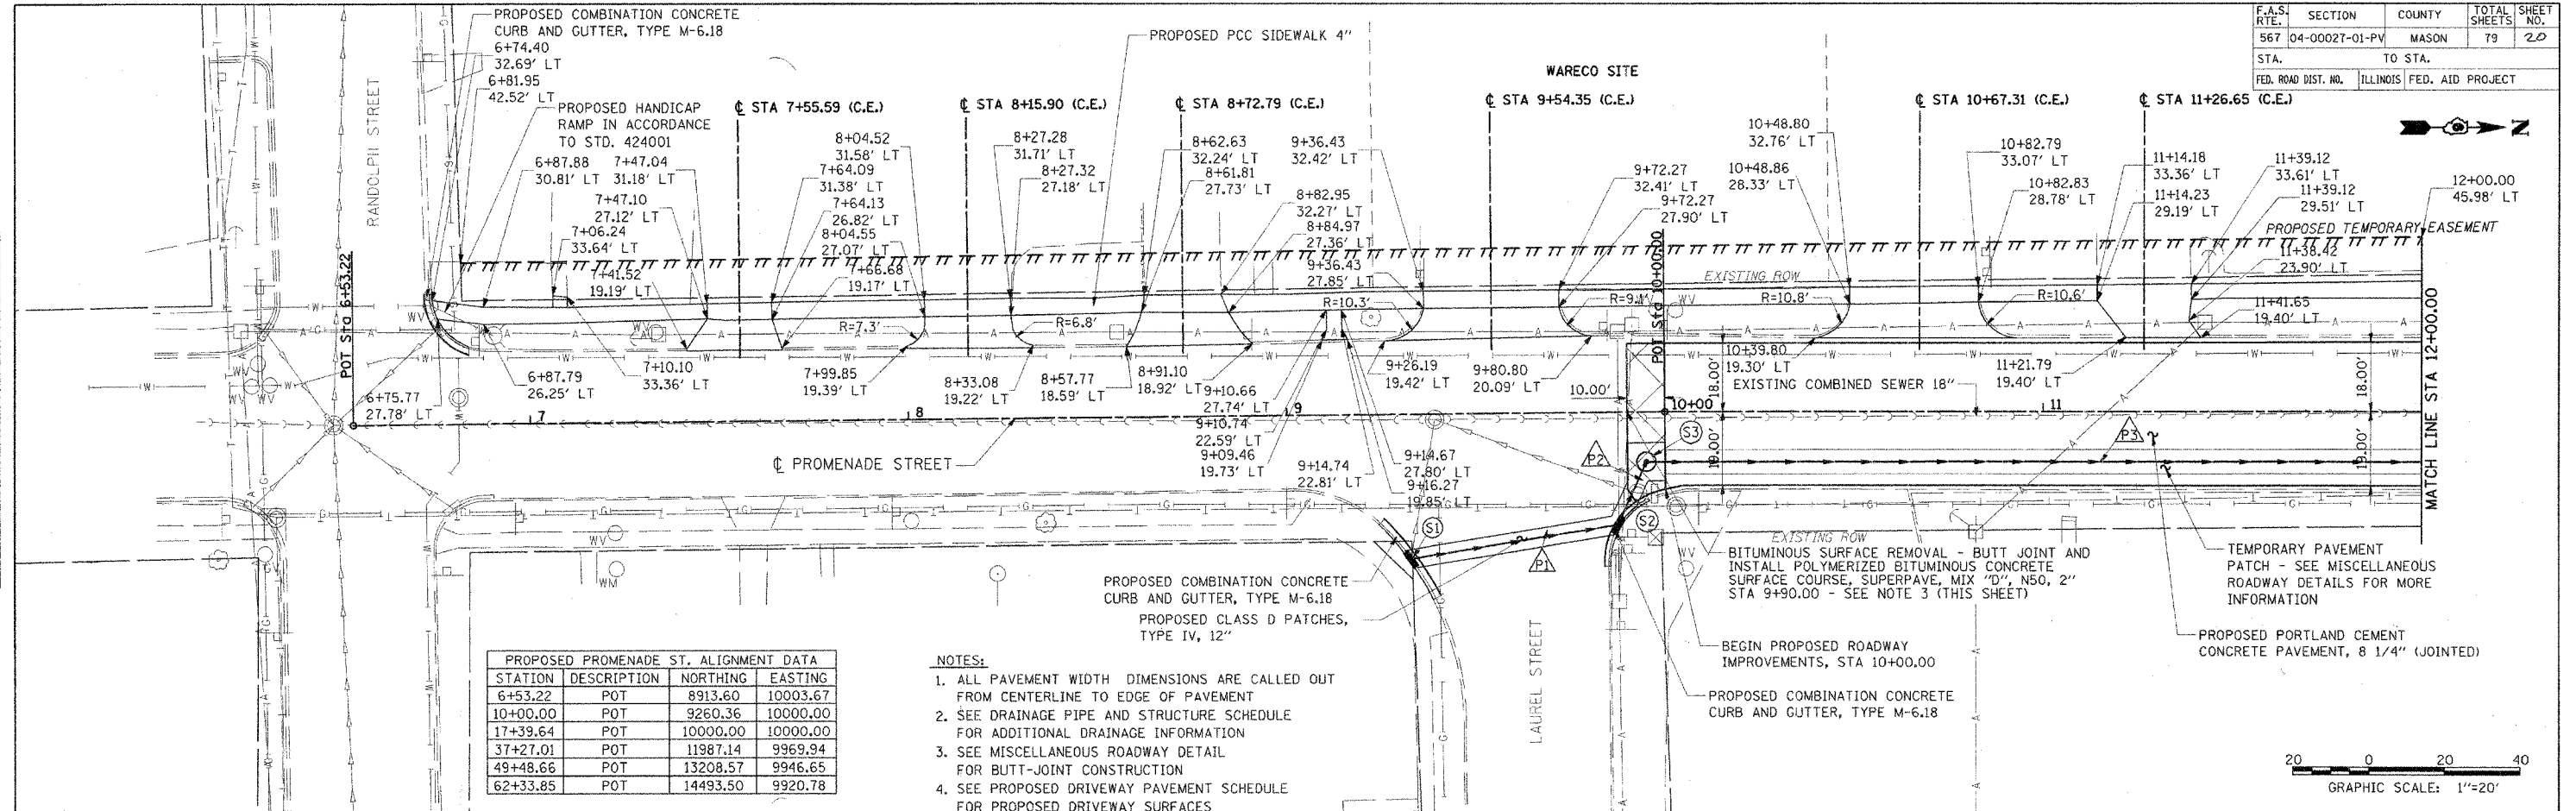 F.A.S. RTE. SECTION COUNTY TOTAL SHEETS SHEET NO.
567 04-00027-01-PV MASON 79 20
STA. TO STA.
FED. ROAD DIST. NO. ILLINOIS FED. AID PROJECT
PROPOSED COMBINATION CONCRETE
CURB AND GUTTER, TYPE M-6.18
6+74.40
32.69' LT
6+81.95
42.52' LT
PROPOSED HANDICAP
RAMP IN ACCORDANCE
TO STD. 424001
PROPOSED PCC SIDEWALK 4"
WARECO SITE
RANDOLPH STREET
℄ STA 7+55.59 (C.E.)
℄ STA 8+15.90 (C.E.)
℄ STA 8+72.79 (C.E.)
℄ STA 9+54.35 (C.E.)
℄ STA 10+67.31 (C.E.)
℄ STA 11+26.65 (C.E.)
N
6+87.88
30.81' LT
7+47.04
31.18' LT
7+47.10
27.12' LT
7+06.24
33.64' LT
7+41.52
19.19' LT
8+04.52
31.58' LT
7+64.09
31.38' LT
7+64.13
26.82' LT
8+04.55
27.07' LT
7+66.68
19.17' LT
8+27.28
31.71' LT
8+27.32
27.18' LT
8+62.63
32.24' LT
8+61.81
27.73' LT
9+36.43
32.42' LT
8+82.95
32.27' LT
8+84.97
27.36' LT
9+36.43
27.85' LT
9+72.27
32.41' LT
9+72.27
27.90' LT
10+48.80
32.76' LT
10+48.86
28.33' LT
10+82.79
33.07' LT
10+82.83
28.78' LT
11+14.18
33.36' LT
11+14.23
29.19' LT
11+39.12
33.61' LT
11+39.12
29.51' LT
12+00.00
45.98' LT
PROPOSED TEMPORARY EASEMENT
11+38.42
23.90' LT
11+41.65
19.40' LT
EXISTING ROW
R=7.3'
R=6.8'
R=10.3'
R=10.8'
R=10.6'
POT Sta 6+53.22
POT Sta 10+00.00
MATCH LINE STA 12+00.00
6+75.77
27.78' LT
6+87.79
26.25' LT
7+10.10
33.36' LT
7+99.85
19.39' LT
8+33.08
19.22' LT
8+57.77
18.59' LT
8+91.10
18.92' LT
9+10.66
27.74' LT
9+10.74
22.59' LT
9+09.46
19.73' LT
9+26.19
19.42' LT
9+80.80
20.09' LT
10+39.80
19.30' LT
11+21.79
19.40' LT
EXISTING COMBINED SEWER 18"
10.00'
18.00'
18.00'
19.00'
19.00'
7
8
9
10+00
11
℄ PROMENADE STREET
9+14.74
22.81' LT
9+14.67
27.80' LT
9+16.27
19.85' LT
S1
S2
S3
P1
P2
P3
EXISTING ROW
BITUMINOUS SURFACE REMOVAL - BUTT JOINT AND
INSTALL POLYMERIZED BITUMINOUS CONCRETE
SURFACE COURSE, SUPERPAVE, MIX "D", N50, 2"
STA 9+90.00 - SEE NOTE 3 (THIS SHEET)
TEMPORARY PAVEMENT
PATCH - SEE MISCELLANEOUS
ROADWAY DETAILS FOR MORE
INFORMATION
PROPOSED COMBINATION CONCRETE
CURB AND GUTTER, TYPE M-6.18
PROPOSED CLASS D PATCHES,
TYPE IV, 12"
LAUREL STREET
BEGIN PROPOSED ROADWAY
IMPROVEMENTS, STA 10+00.00
PROPOSED PORTLAND CEMENT
CONCRETE PAVEMENT, 8 1/4" (JOINTED)
PROPOSED COMBINATION CONCRETE
CURB AND GUTTER, TYPE M-6.18
PROPOSED PROMENADE ST. ALIGNMENT DATA
STATION DESCRIPTION NORTHING EASTING
6+53.22 POT 8913.60 10003.67
10+00.00 POT 9260.36 10000.00
17+39.64 POT 10000.00 10000.00
37+27.01 POT 11987.14 9969.94
49+48.66 POT 13208.57 9946.65
62+33.85 POT 14493.50 9920.78
NOTES:
1. ALL PAVEMENT WIDTH DIMENSIONS ARE CALLED OUT
FROM CENTERLINE TO EDGE OF PAVEMENT
2. SEE DRAINAGE PIPE AND STRUCTURE SCHEDULE
FOR ADDITIONAL DRAINAGE INFORMATION
3. SEE MISCELLANEOUS ROADWAY DETAIL
FOR BUTT-JOINT CONSTRUCTION
4. SEE PROPOSED DRIVEWAY PAVEMENT SCHEDULE
FOR PROPOSED DRIVEWAY SURFACES
20 0 20 40
GRAPHIC SCALE: 1"=20'